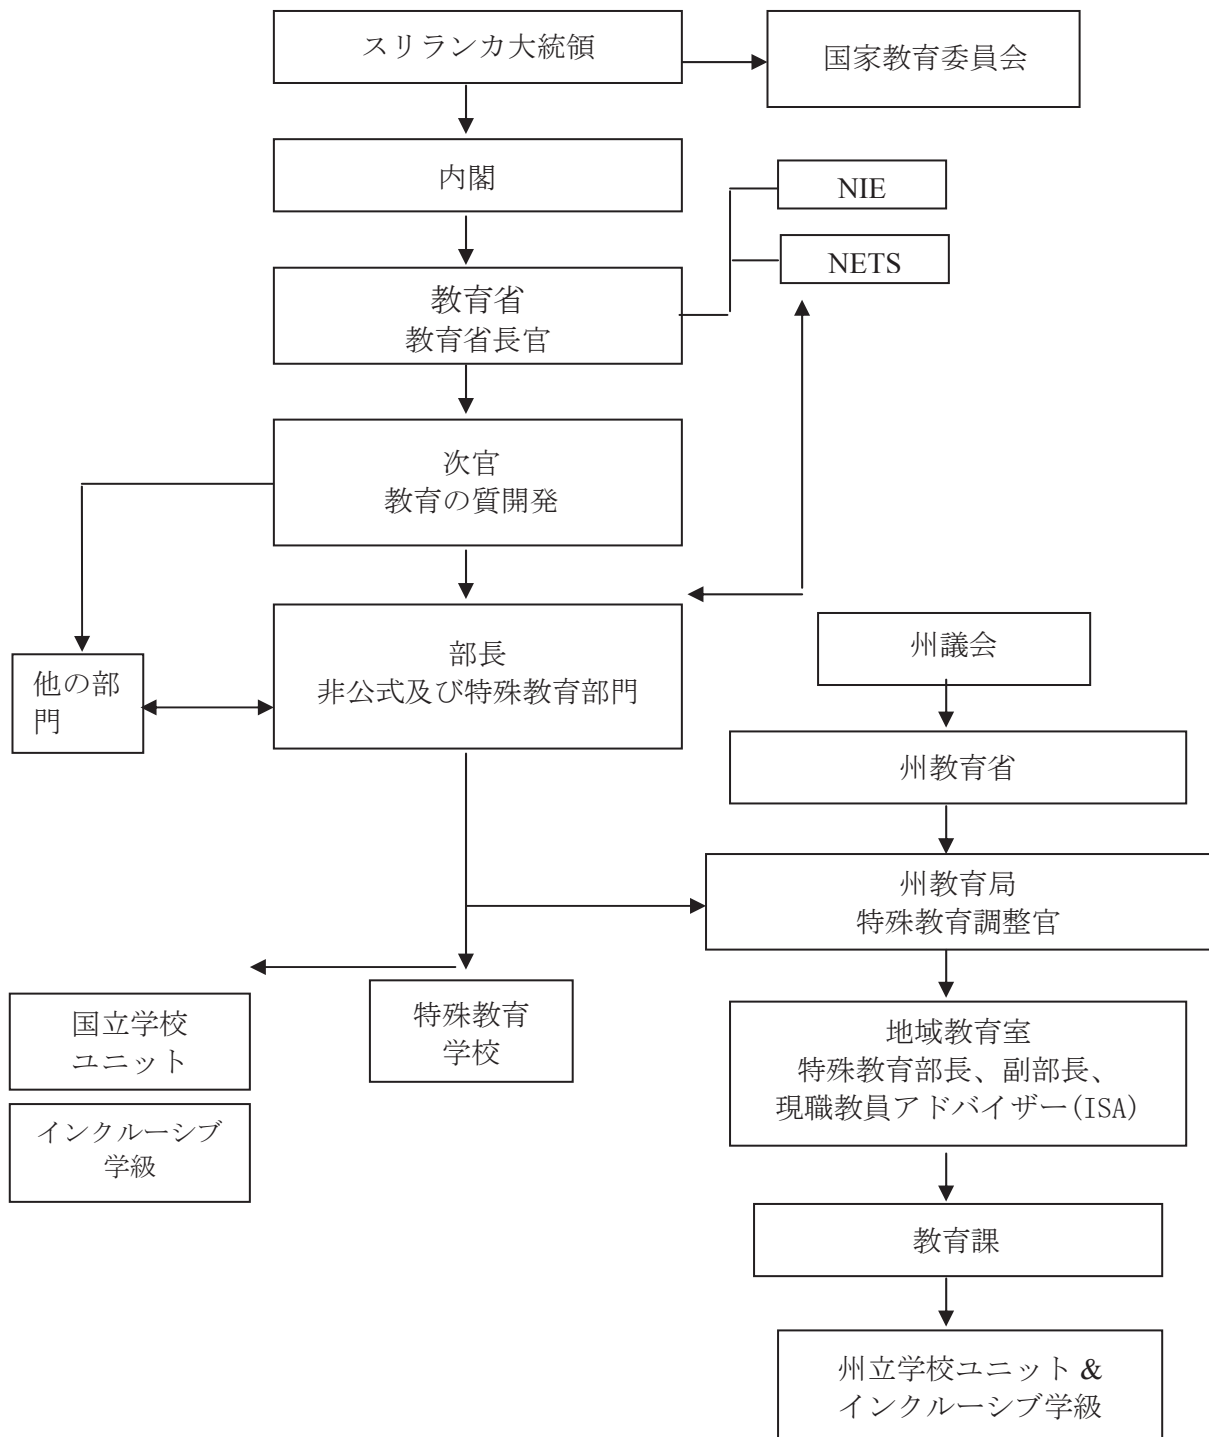 スリランカ大統領
国家教育委員会
内閣
NIE
NETS
教育省
教育省長官
次官
教育の質開発
部長
非公式及び特殊教育部門
他の部
門
州議会
州教育省
州教育局
特殊教育調整官
国立学校
ユニット
特殊教育
学校
地域教育室
特殊教育部長、副部長、
現職教員アドバイザー(ISA)
インクルーシブ
学級
教育課
州立学校ユニット &
インクルーシブ学級